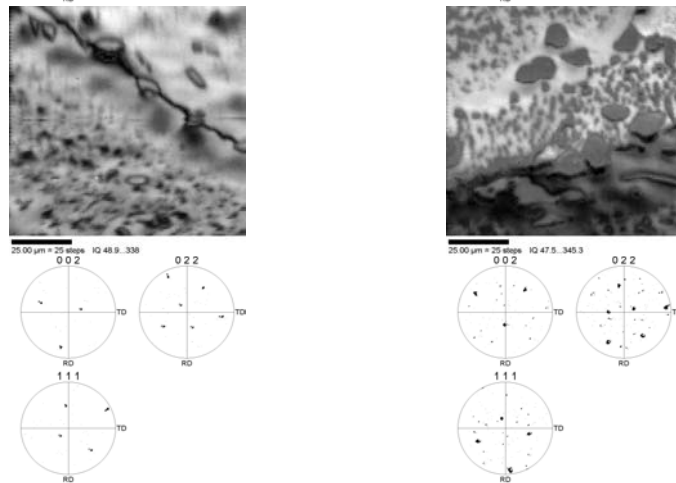 RD
RD
25.00 µm = 25 steps IQ 48.9...338
25.00 µm = 25 steps IQ 47.5...345.3
0 0 2
0 2 2
0 0 2
0 2 2
TD
TD
TD
RD
RD
RD
RD
1 1 1
1 1 1
TD
TD
RD
RD